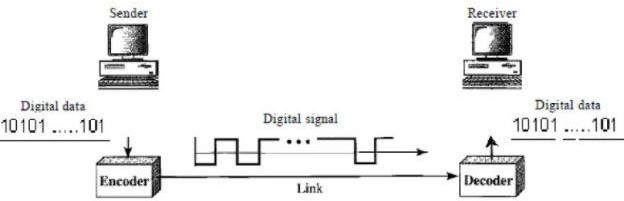 Sender
Receiver
Digital data
10101 .....101
Digital signal
Digital data
10101 .....101
Encoder
Link
Decoder